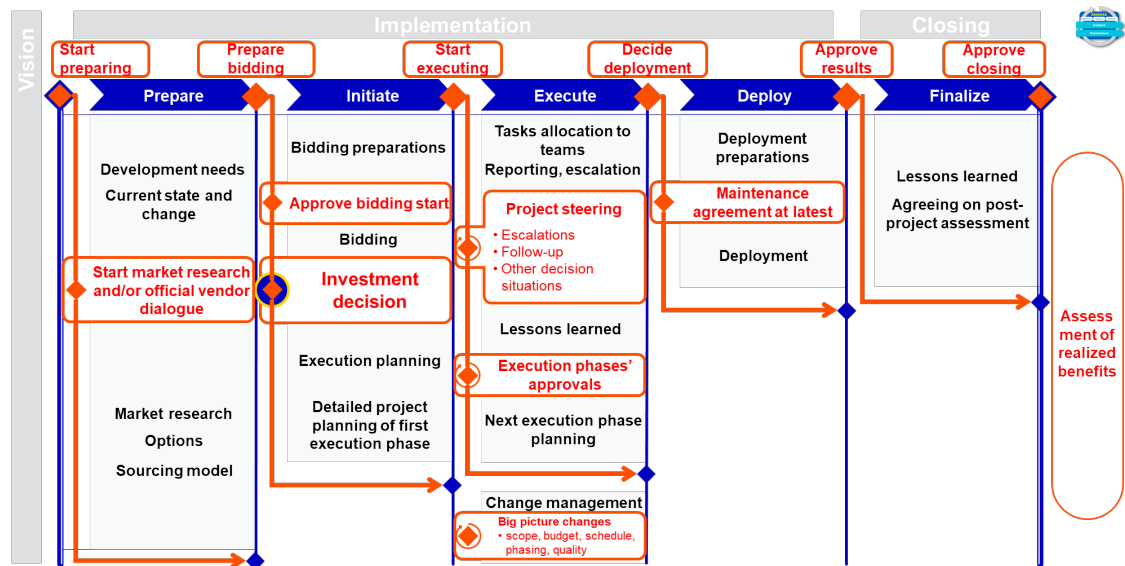 Vision
Implementation
Closing
Start
preparing
Prepare
bidding
Start
executing
Decide
deployment
Approve
results
Approve
closing
Prepare
Initiate
Execute
Deploy
Finalize
Development needs
Current state and
change
Start market research
and/or official vendor
dialogue
Market research
Options
Sourcing model
Bidding preparations
Approve bidding start
Bidding
Investment
decision
Execution planning
Detailed project
planning of first
execution phase
Tasks allocation to
teams
Reporting, escalation
Project steering
• Escalations
• Follow-up
• Other decision
situations
Lessons learned
Execution phases’
approvals
Next execution phase
planning
Change management
Big picture changes
• scope, budget, schedule,
phasing, quality
Deployment
preparations
Maintenance
agreement at latest
Deployment
Lessons learned
Agreeing on post-
project assessment
Assess
ment of
realized
benefits